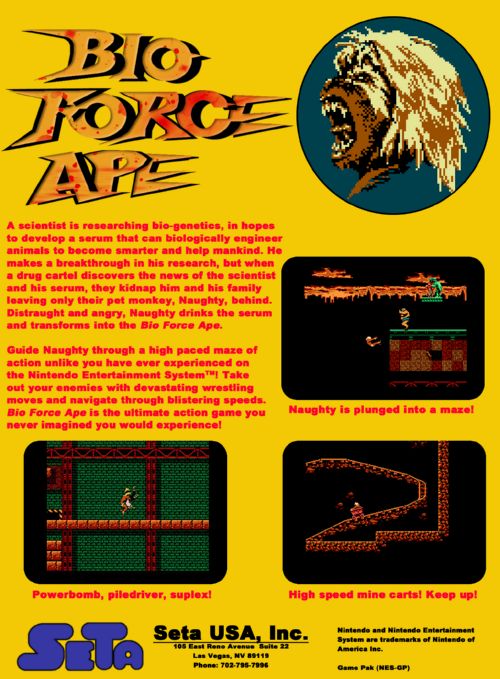 BIO
FORCE
APE
A scientist is researching bio-genetics, in hopes
to develop a serum that can biologically engineer
animals to become smarter and help mankind. He
makes a breakthrough in his research, but when
a drug cartel discovers the news of the scientist
and his serum, they kidnap him and his family
leaving only their pet monkey, Naughty, behind.
Distraught and angry, Naughty drinks the serum
and transforms into the Bio Force Ape.
Guide Naughty through a high paced maze of
action unlike you have ever experienced on
the Nintendo Entertainment System™! Take
out your enemies with devastating wrestling
moves and navigate through blistering speeds.
Bio Force Ape is the ultimate action game you
never imagined you would experience!
Naughty is plunged into a maze!
Powerbomb, piledriver, suplex!
High speed mine carts! Keep up!
SETA
Seta USA, Inc.
105 East Reno Avenue Suite 22
Las Vegas, NV 89119
Phone: 702-795-7996
Nintendo and Nintendo Entertainment
System are trademarks of Nintendo of
America Inc.
Game Pak (NES-GP)